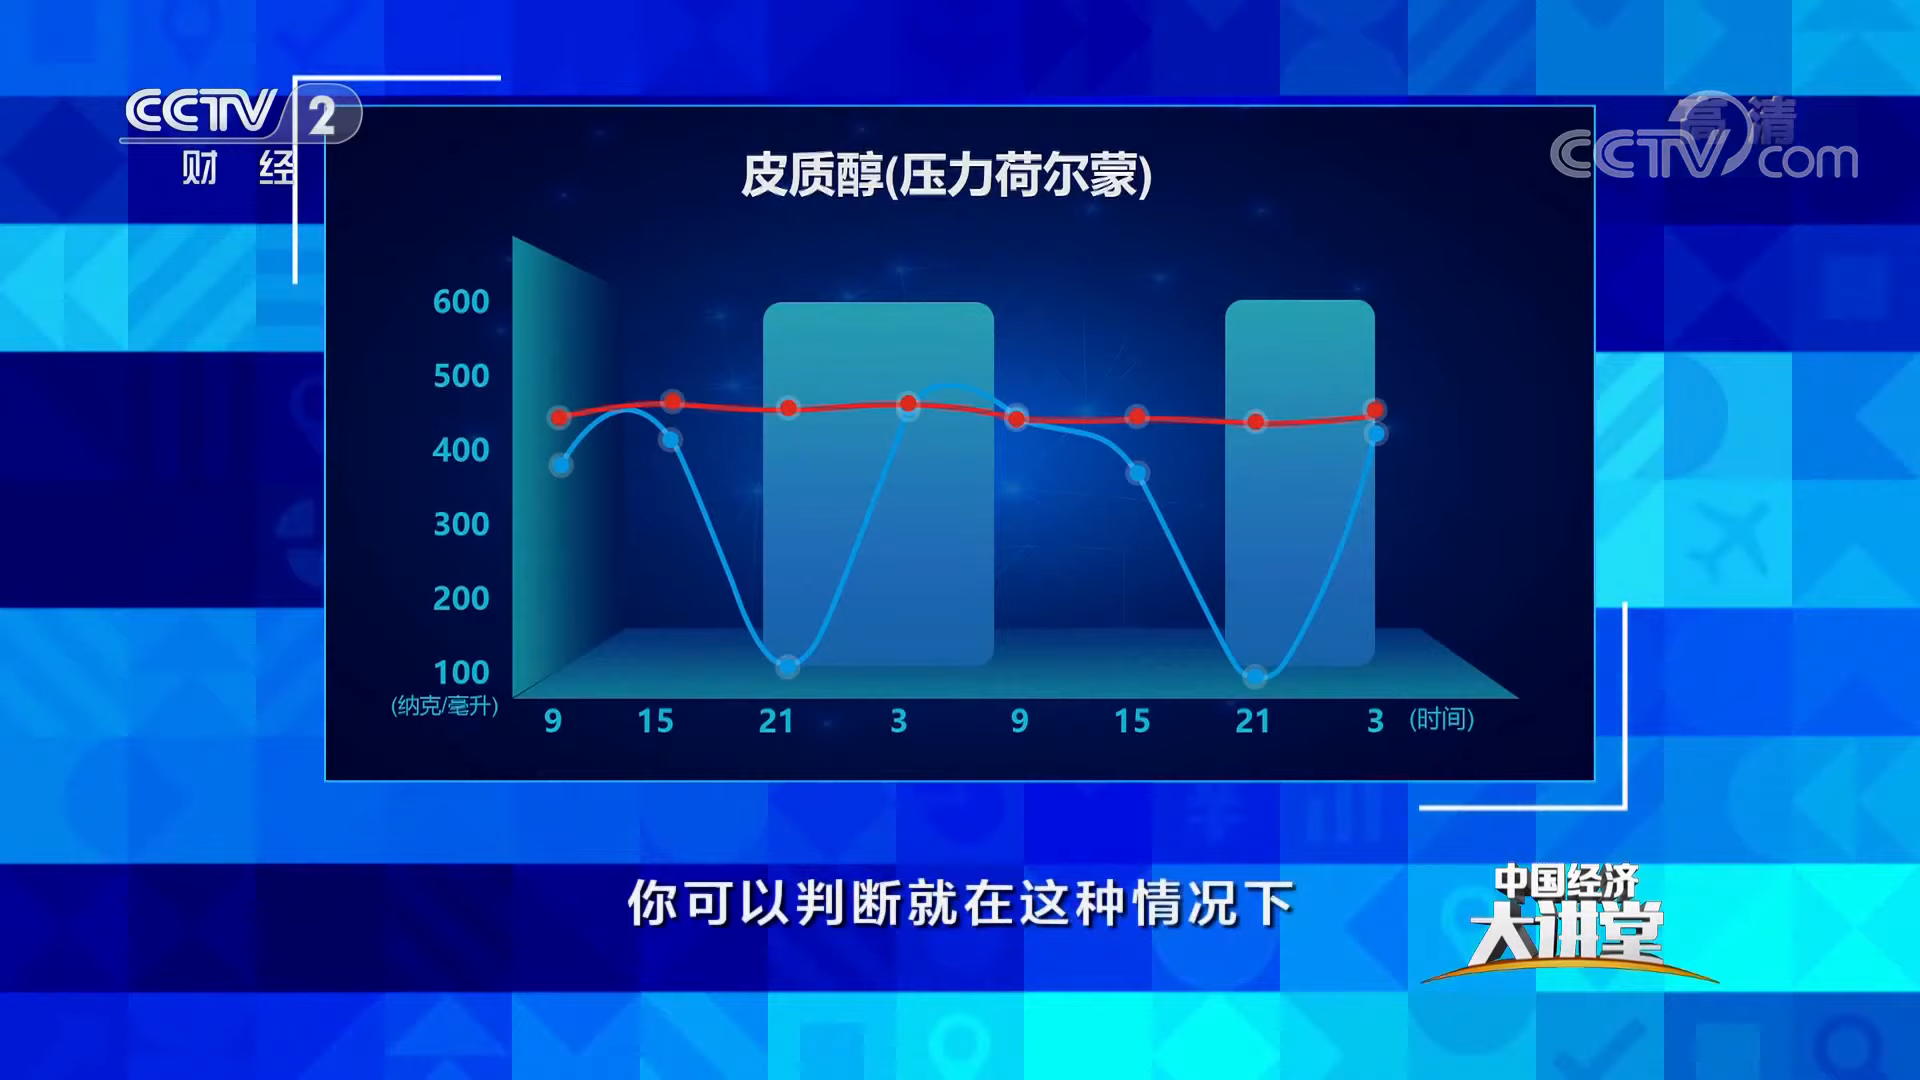 CCTV 2
财 经
高清
CCTV.com
皮质醇(压力荷尔蒙)
600
500
400
300
200
100
(纳克/毫升)
9 15 21 3 9 15 21 3 (时间)
你可以判断就在这种情况下
中国经济
大讲堂